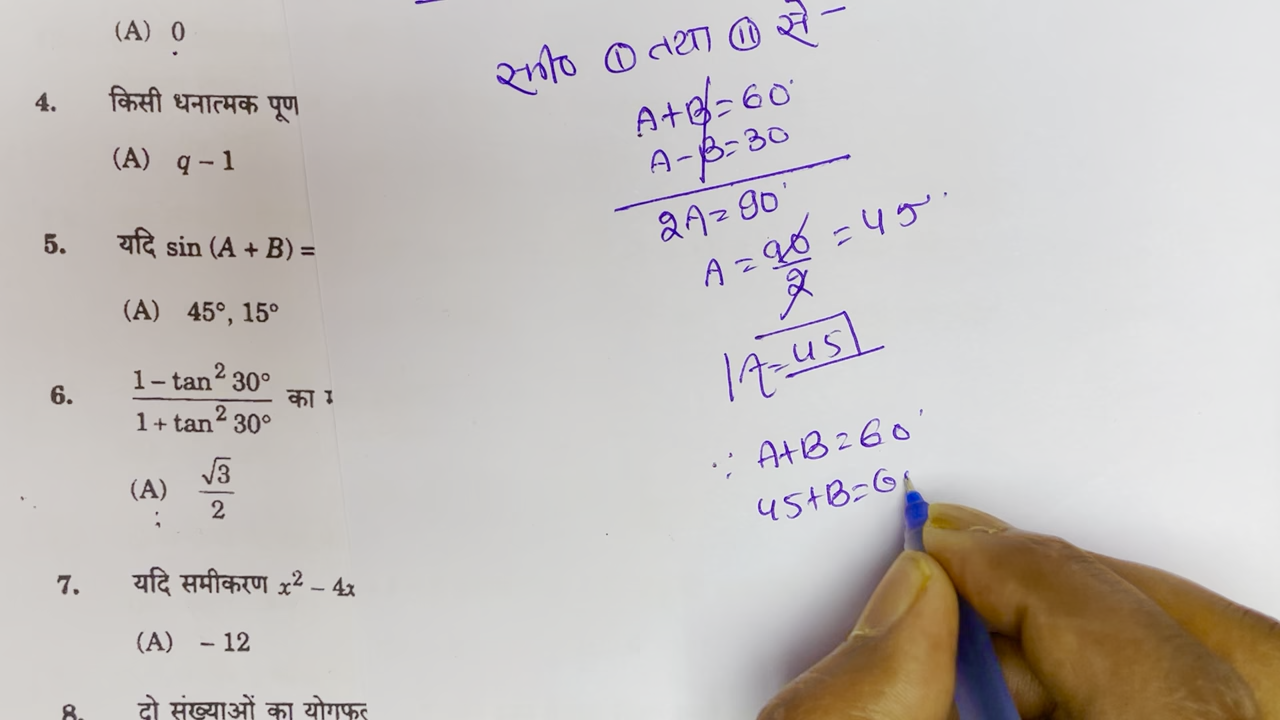 (A) 0
4. किसी धनात्मक पूर्ण
(A) q – 1
5. यदि sin (A + B) =
(A) 45°, 15°
6. 1 – tan² 30° / 1 + tan² 30° का
(A) √3 / 2
7. यदि समीकरण x² – 4x
(A) – 12
8. दो संख्याओं का योगफल
समी० ① तथा ⑪ से –
A+B=60°
A-B=30
2A=90°
A = 90/2 = 45°
A=45
∵ A+B=60°
45+B=60